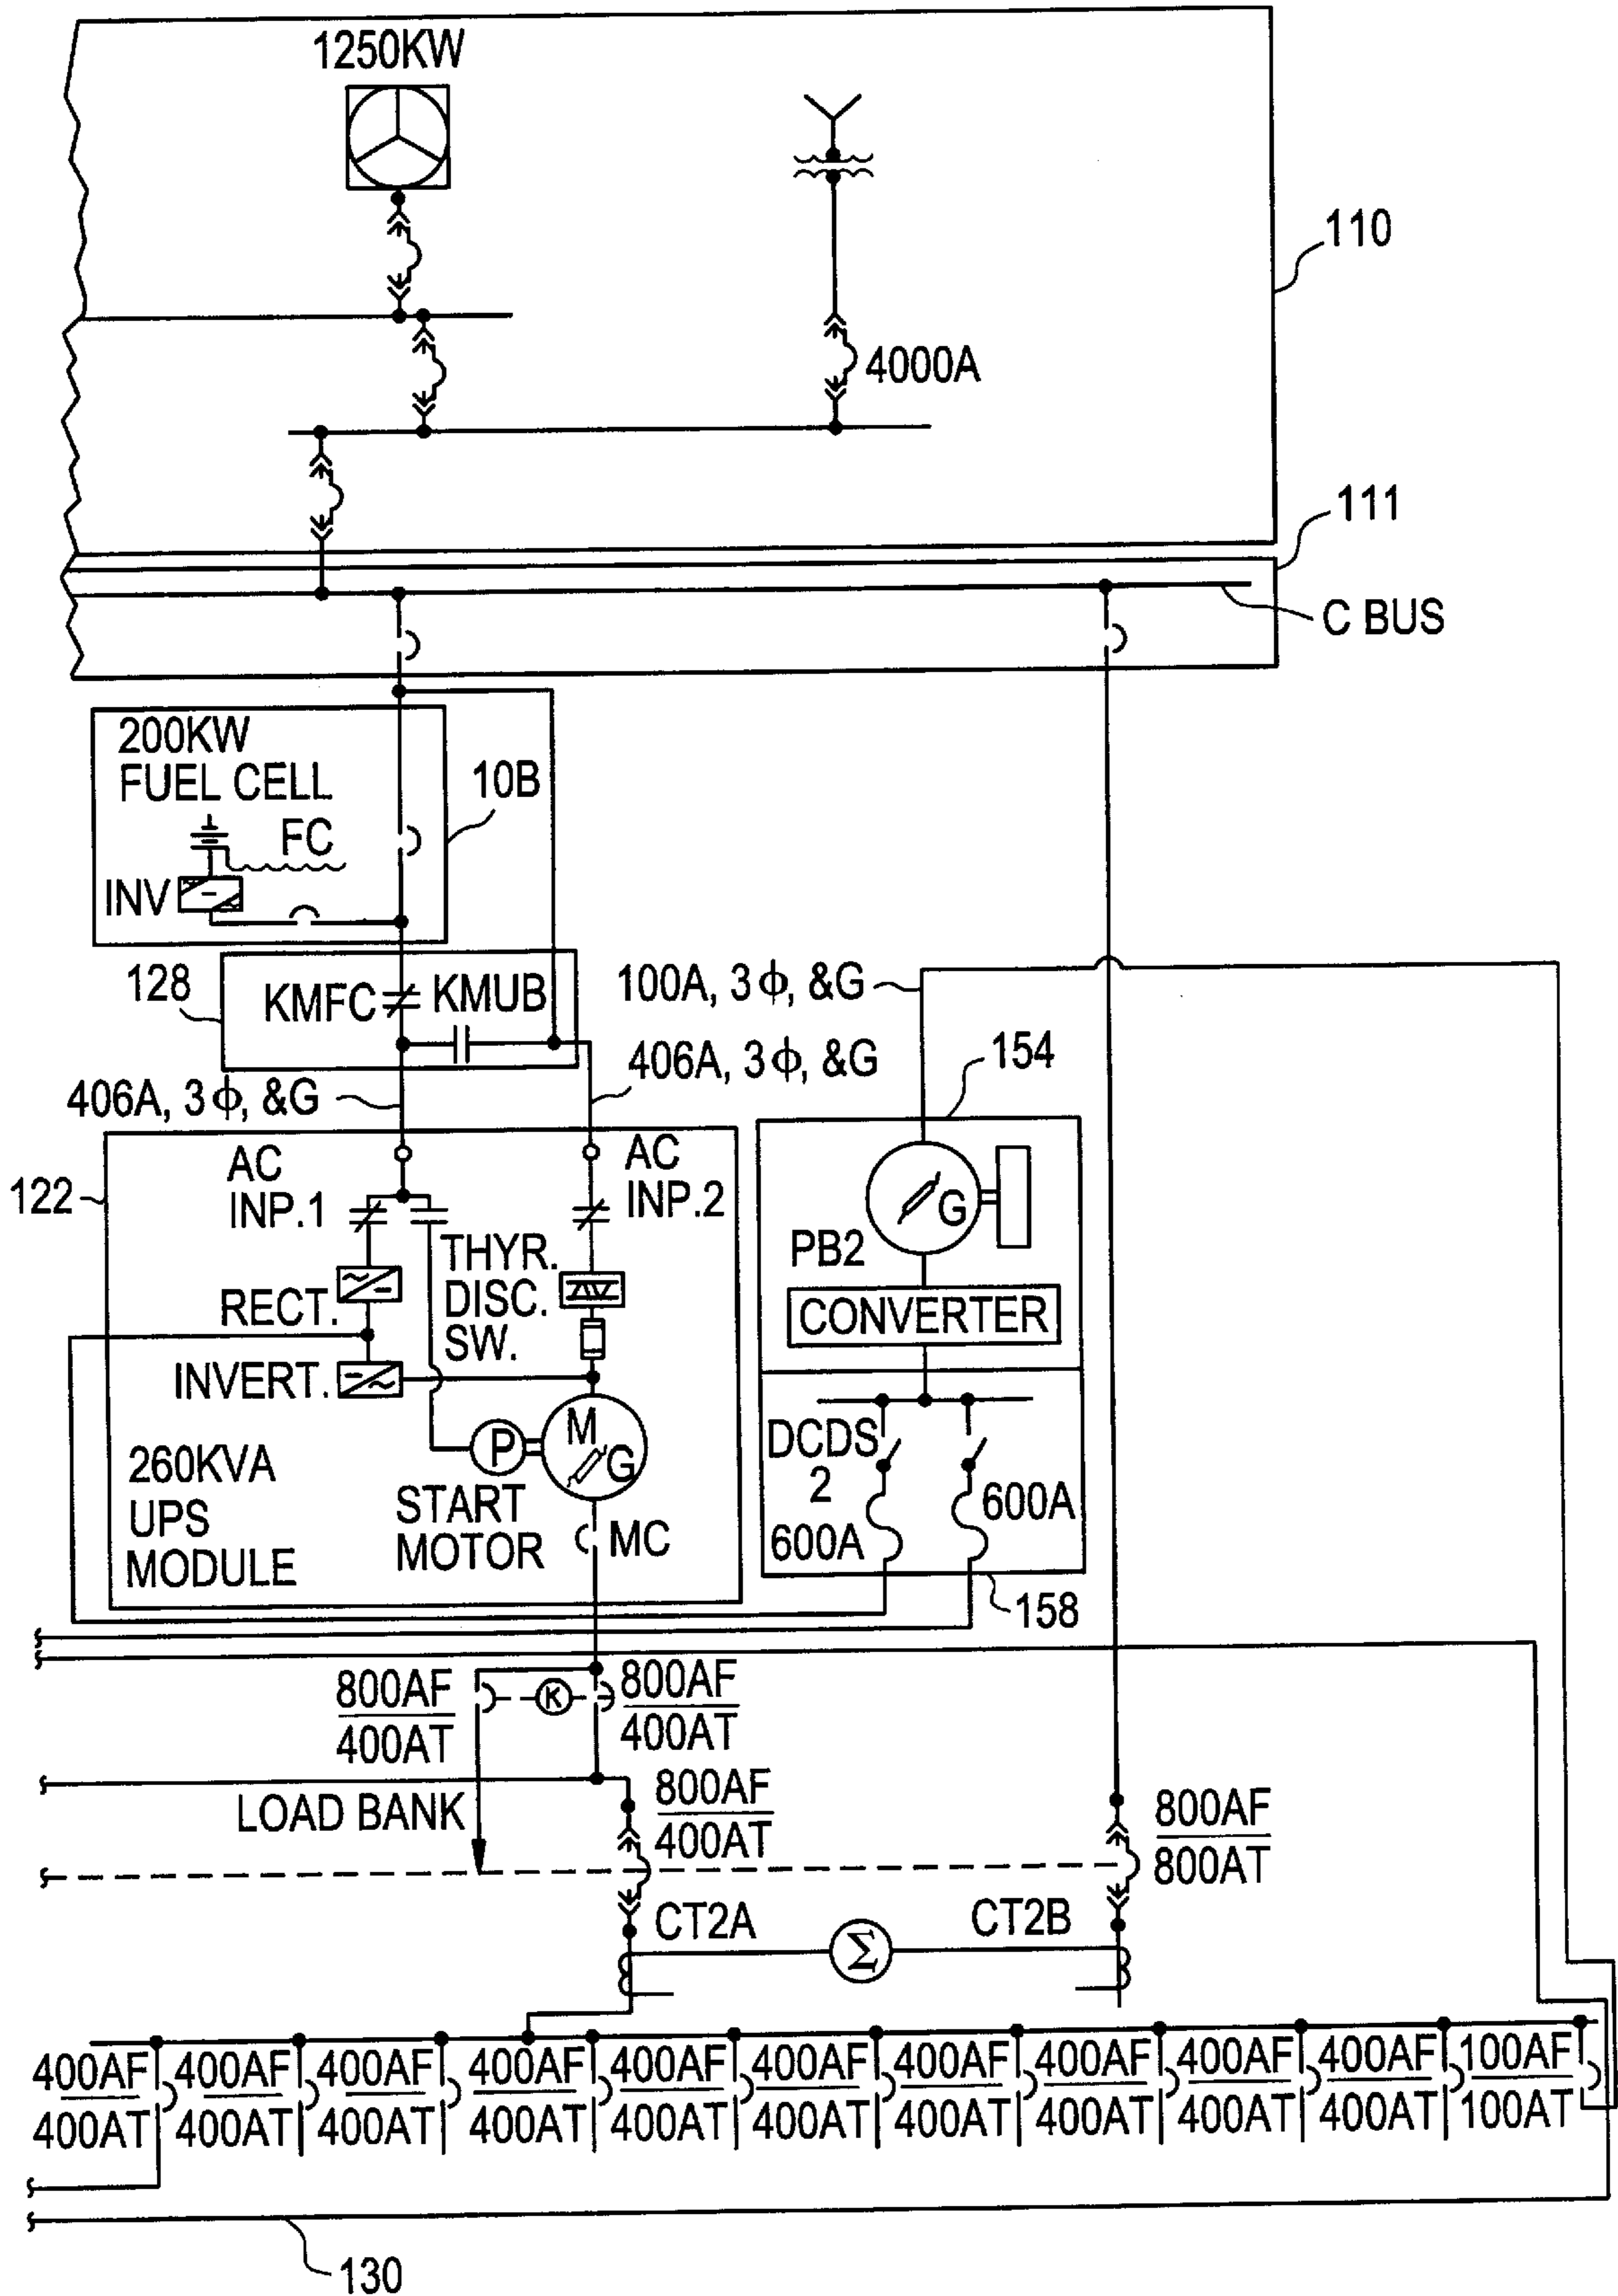 1250KW
110
4000A
111
C BUS
200KW
FUEL CELL
10B
FC
INV
128
KMFC
KMUB
100A, 3ϕ, &G
154
406A, 3ϕ, &G
406A, 3ϕ, &G
122
AC
INP.1
AC
INP.2
G
PB2
THYR.
DISC.
SW.
RECT.
CONVERTER
INVERT.
M
G
P
DCDS
2
600A
600A
260KVA
UPS
MODULE
START
MOTOR
MC
158
800AF
400AT
K
800AF
400AT
LOAD BANK
800AF
400AT
800AF
800AT
CT2A
CT2B
Σ
400AF 400AF 400AF 400AF 400AF 400AF 400AF 400AF 400AF 400AF 100AF
400AT 400AT 400AT 400AT 400AT 400AT 400AT 400AT 400AT 400AT 100AT
130